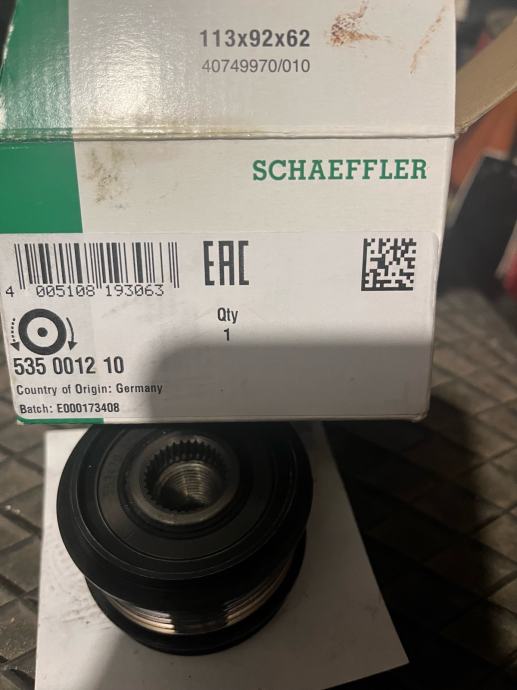 113x92x62
40749970/010
SCHAEFFLER
EAC
4 005108 193063
Qty
1
535 0012 10
Country of Origin: Germany
Batch: E000173408